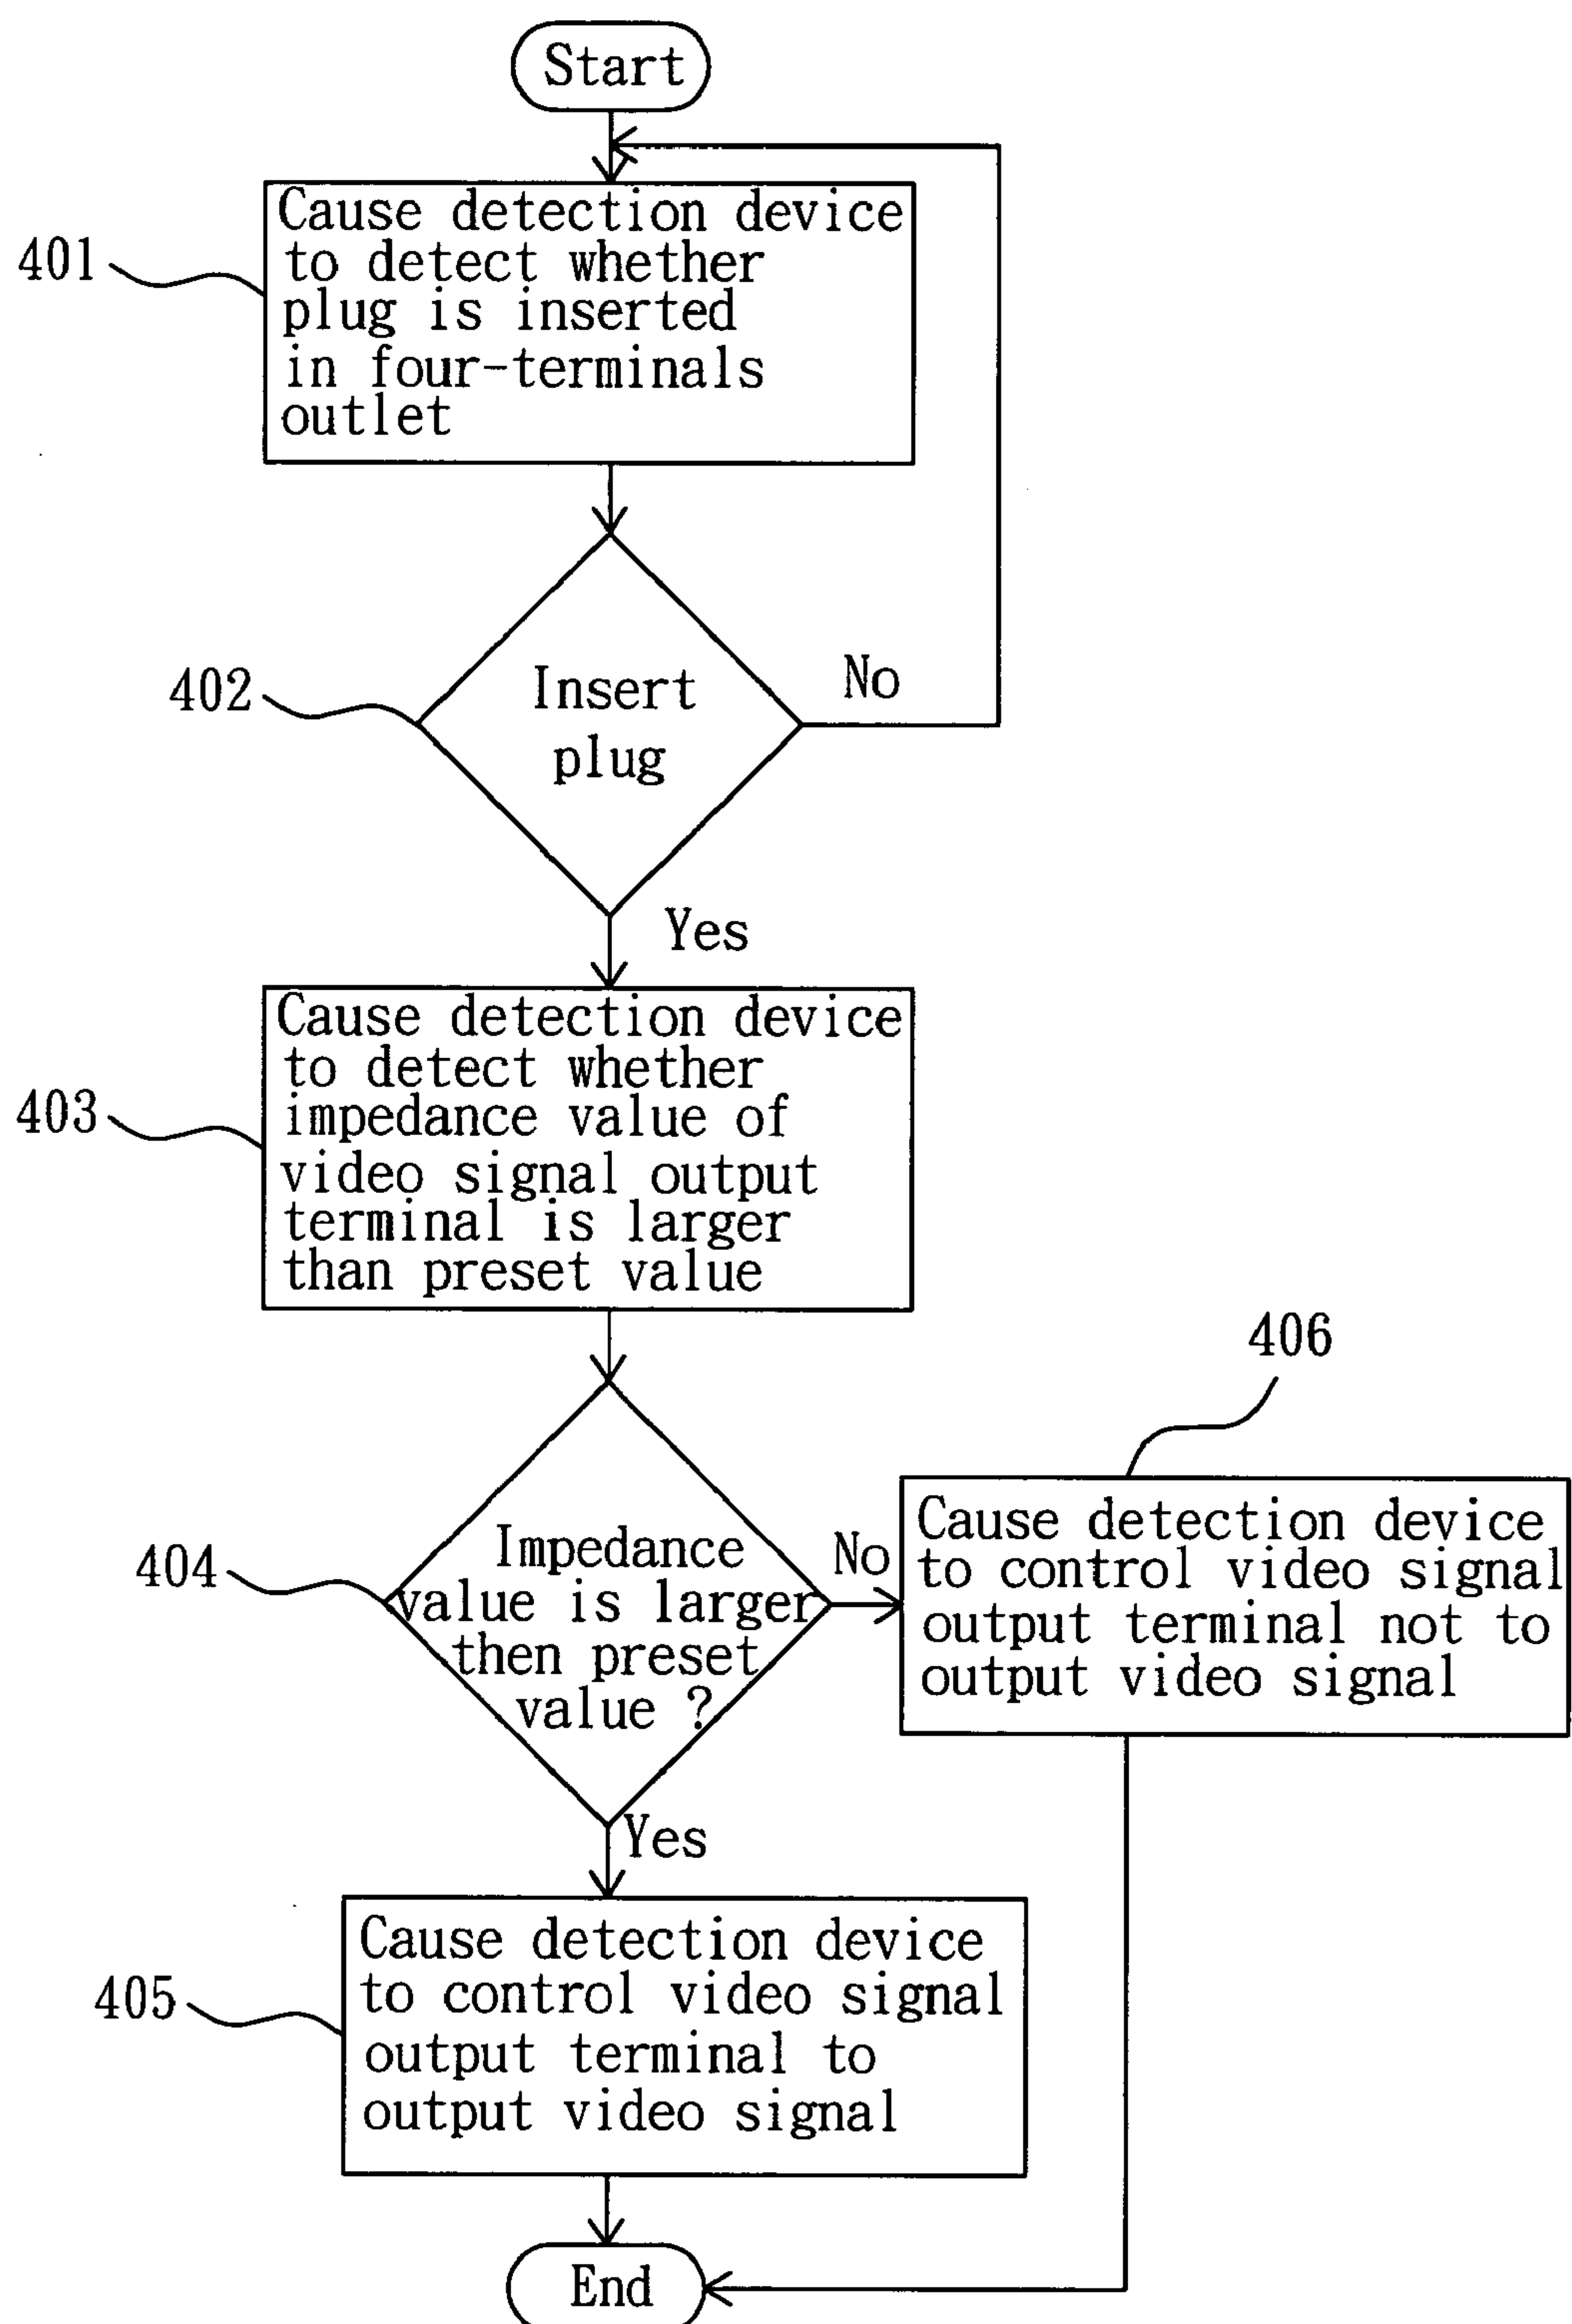 Start
401
Cause detection device
to detect whether
plug is inserted
in four-terminals
outlet
402
Insert
plug
No
Yes
403
Cause detection device
to detect whether
impedance value of
video signal output
terminal is larger
than preset value
404
Impedance
value is larger
then preset
value ?
No
406
Cause detection device
to control video signal
output terminal not to
output video signal
Yes
405
Cause detection device
to control video signal
output terminal to
output video signal
End